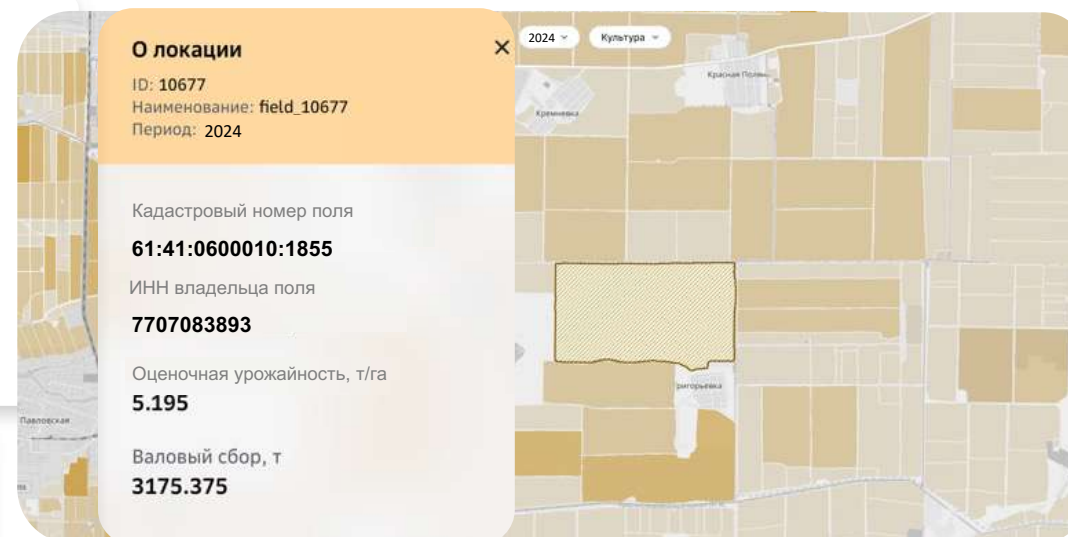 О локации
ID: 10677
Наименование: field_10677
Период: 2024
Кадастровый номер поля
61:41:0600010:1855
ИНН владельца поля
7707083893
Оценочная урожайность, т/га
5.195
Валовый сбор, т
3175.375
2024
Культура
Красная Поляна
Кремневка
Григорьевка
Павловская